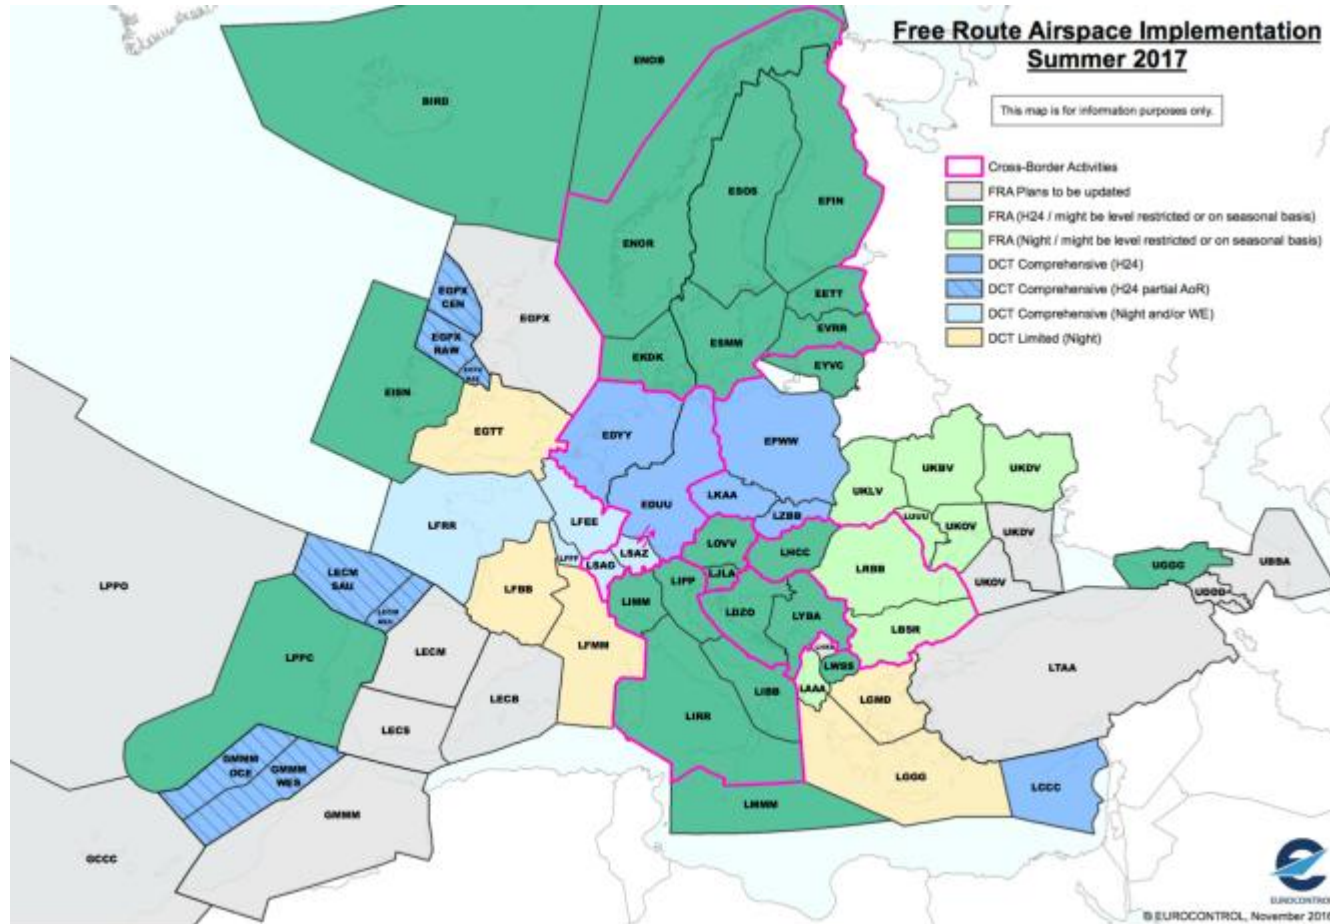 Free Route Airspace Implementation
Summer 2017
This map is for information purposes only.
Cross-Border Activities
FRA Plans to be updated
FRA (H24 / might be level restricted or on seasonal basis)
FRA (Night / might be level restricted or on seasonal basis)
DCT Comprehensive (H24)
DCT Comprehensive (H24 partial AoR)
DCT Comprehensive (Night and/or WE)
DCT Limited (Night)
ENOB
BIRD
ESOS
EFIN
ENOR
EGPX
CEN
EGPX
EGPX
RAW
EETT
EVRR
ESMM
EKDK
EYVC
EISN
EGTT
EDYY
EPWW
UKBV
UKDV
UKLV
LKAA
EDUU
LZBB
UKOV
LFRR
LFEE
LOVV
LHCC
UKDV
LSAZ
LSAG
LPPO
LECM
SAU
LFBB
LIPP
LJLA
LRBB
UKOV
UGGG
UBBA
LIMM
LDZO
LYBA
LBSR
LFMM
LECM
LPPC
LWSS
LAAA
LTAA
LECB
LIBB
LGMD
LIRR
LECS
GMMM
OCE
GMMM
WES
LGGG
LCCC
LMMM
GMMM
GCCC
EUROCONTROL
© EUROCONTROL, November